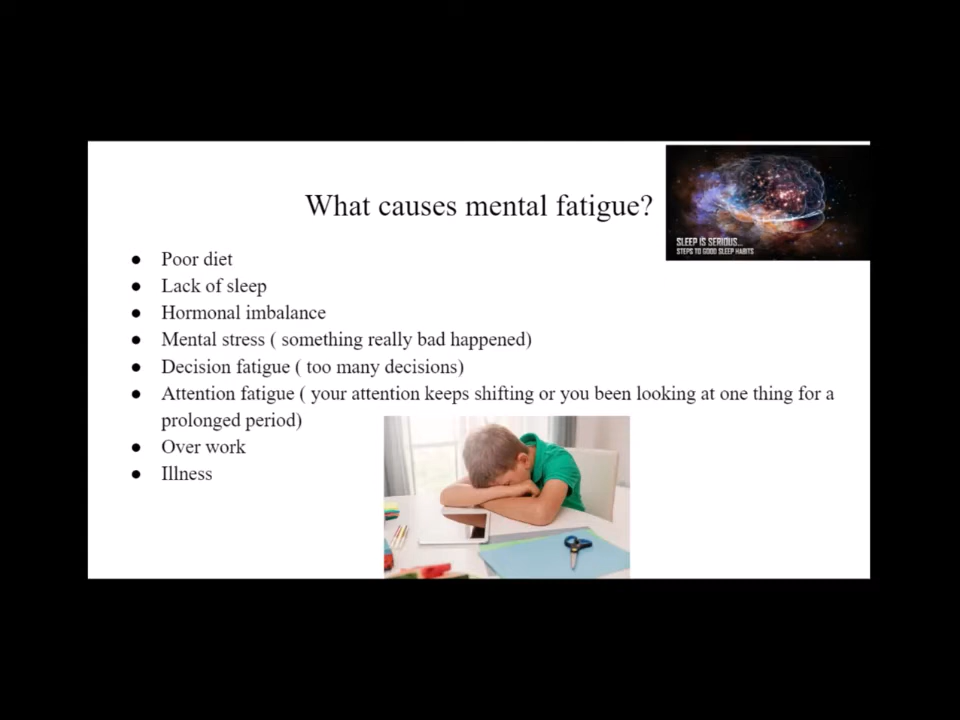 What causes mental fatigue?
SLEEP IS SERIOUS...
STEPS TO GOOD SLEEP HABITS
● Poor diet
● Lack of sleep
● Hormonal imbalance
● Mental stress ( something really bad happened)
● Decision fatigue ( too many decisions)
● Attention fatigue ( your attention keeps shifting or you been looking at one thing for a
prolonged period)
● Over work
● Illness